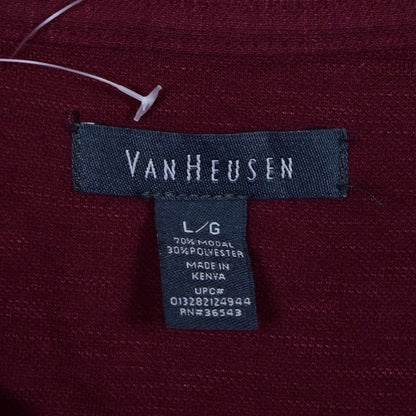 VAN HEUSEN
L/G
70% MODAL
30% POLYESTER
MADE IN
KENYA
UPC#
013282124944
RN#36543